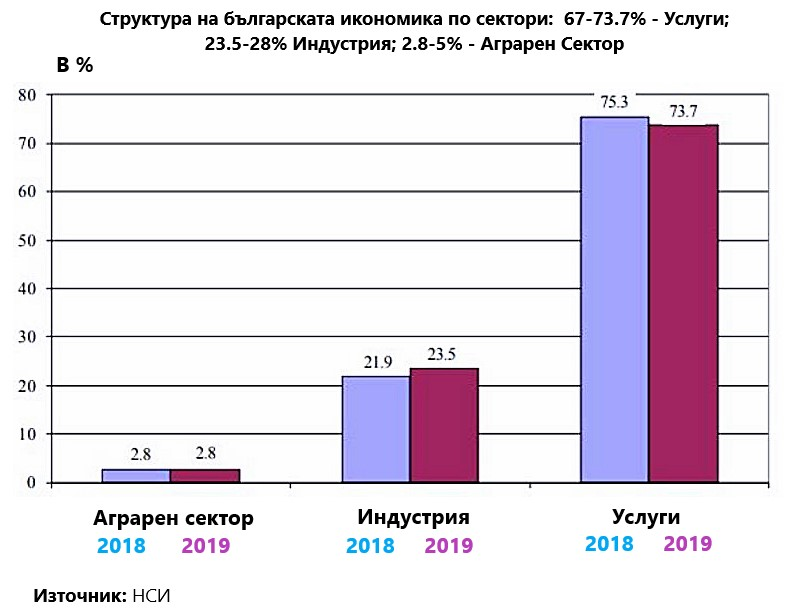 Структура на българската икономика по сектори: 67-73.7% - Услуги;
23.5-28% Индустрия; 2.8-5% - Аграрен Сектор
В %
80
70
60
50
40
30
20
10
0
2.8
2.8
21.9
23.5
75.3
73.7
Аграрен сектор
2018 2019
Индустрия
2018 2019
Услуги
2018 2019
Източник: НСИ